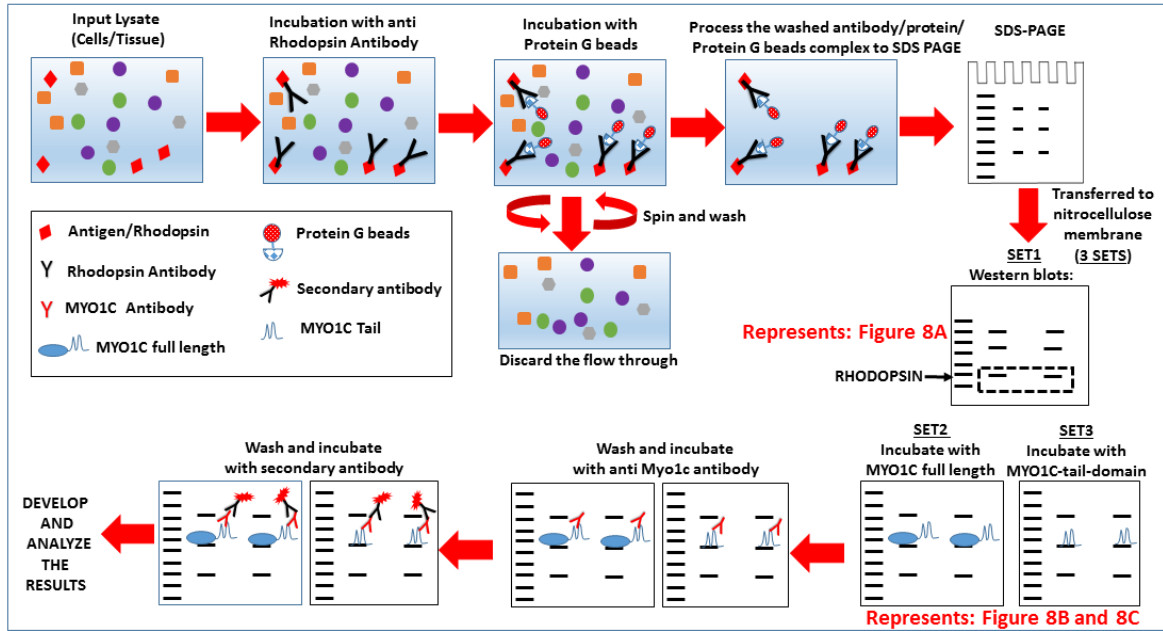 Input Lysate
(Cells/Tissue)
Incubation with anti
Rhodopsin Antibody
Incubation with
Protein G beads
Process the washed antibody/protein/
Protein G beads complex to SDS PAGE
SDS-PAGE
Spin and wash
Discard the flow through
Transferred to
nitrocellulose
membrane
(3 SETS)
SET1
Western blots:
Represents: Figure 8A
RHODOPSIN
Antigen/Rhodopsin
Rhodopsin Antibody
MYO1C Antibody
MYO1C full length
Protein G beads
Secondary antibody
MYO1C Tail
SET2
Incubate with
MYO1C full length
SET3
Incubate with
MYO1C-tail-domain
Represents: Figure 8B and 8C
Wash and incubate
with anti Myo1c antibody
Wash and incubate
with secondary antibody
DEVELOP
AND
ANALYZE
THE
RESULTS